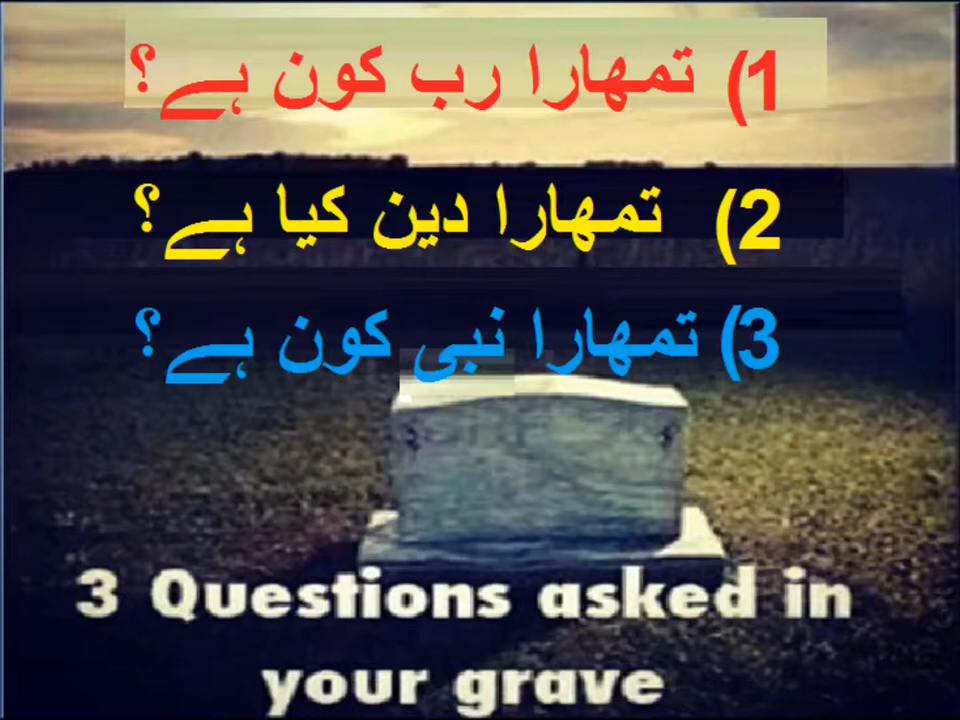 1) تمھارا رب کون ہے؟
2) تمھارا دین کیا ہے؟
3) تمھارا نبی کون ہے؟
3 Questions asked in
your grave